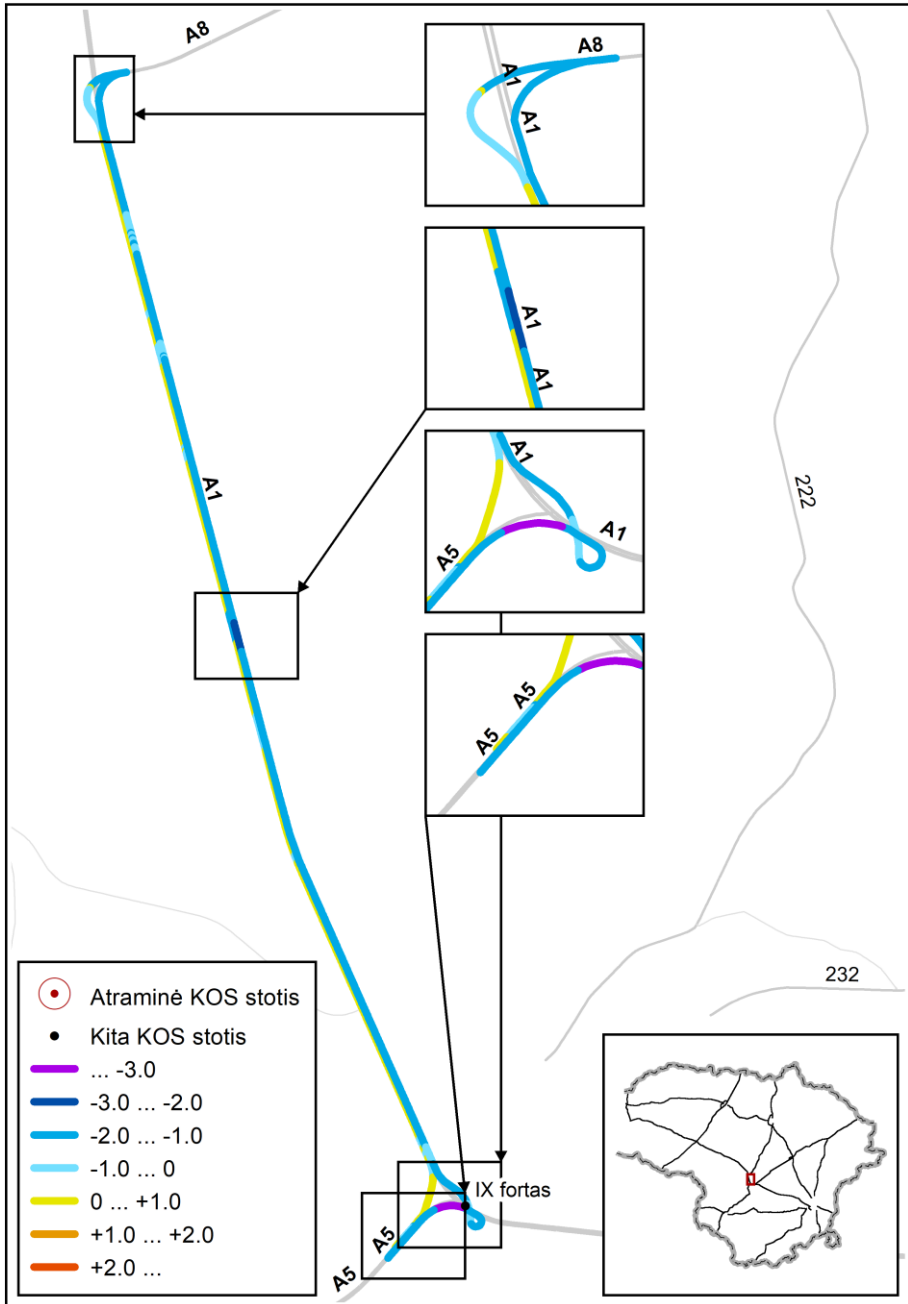 A8
A8
A1
A1
A1
A1
A1
222
A1
A1
A5
A5
A5
232
Atraminė KOS stotis
Kita KOS stotis
... -3.0
-3.0 ... -2.0
-2.0 ... -1.0
-1.0 ... 0
0 ... +1.0
+1.0 ... +2.0
+2.0 ...
IX fortas
A5
A5